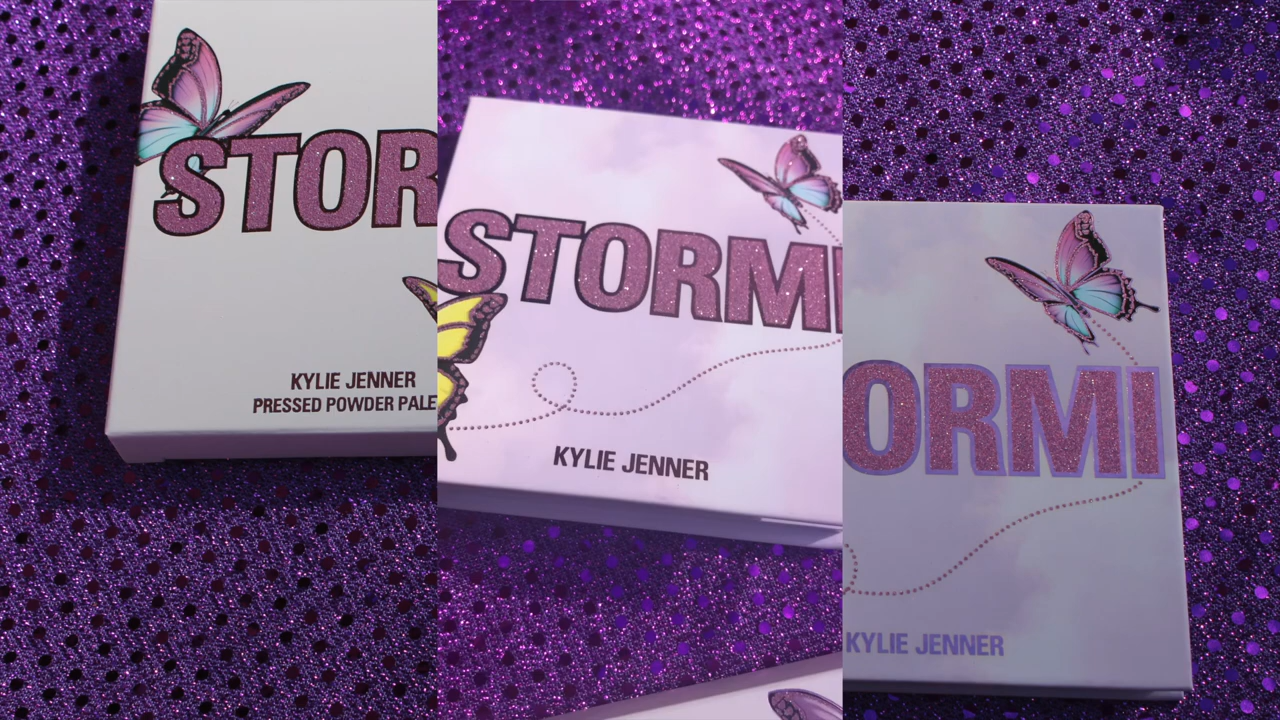 STOR
KYLIE JENNER
PRESSED POWDER PALE
STORMI
KYLIE JENNER
ORMI
KYLIE JENNER